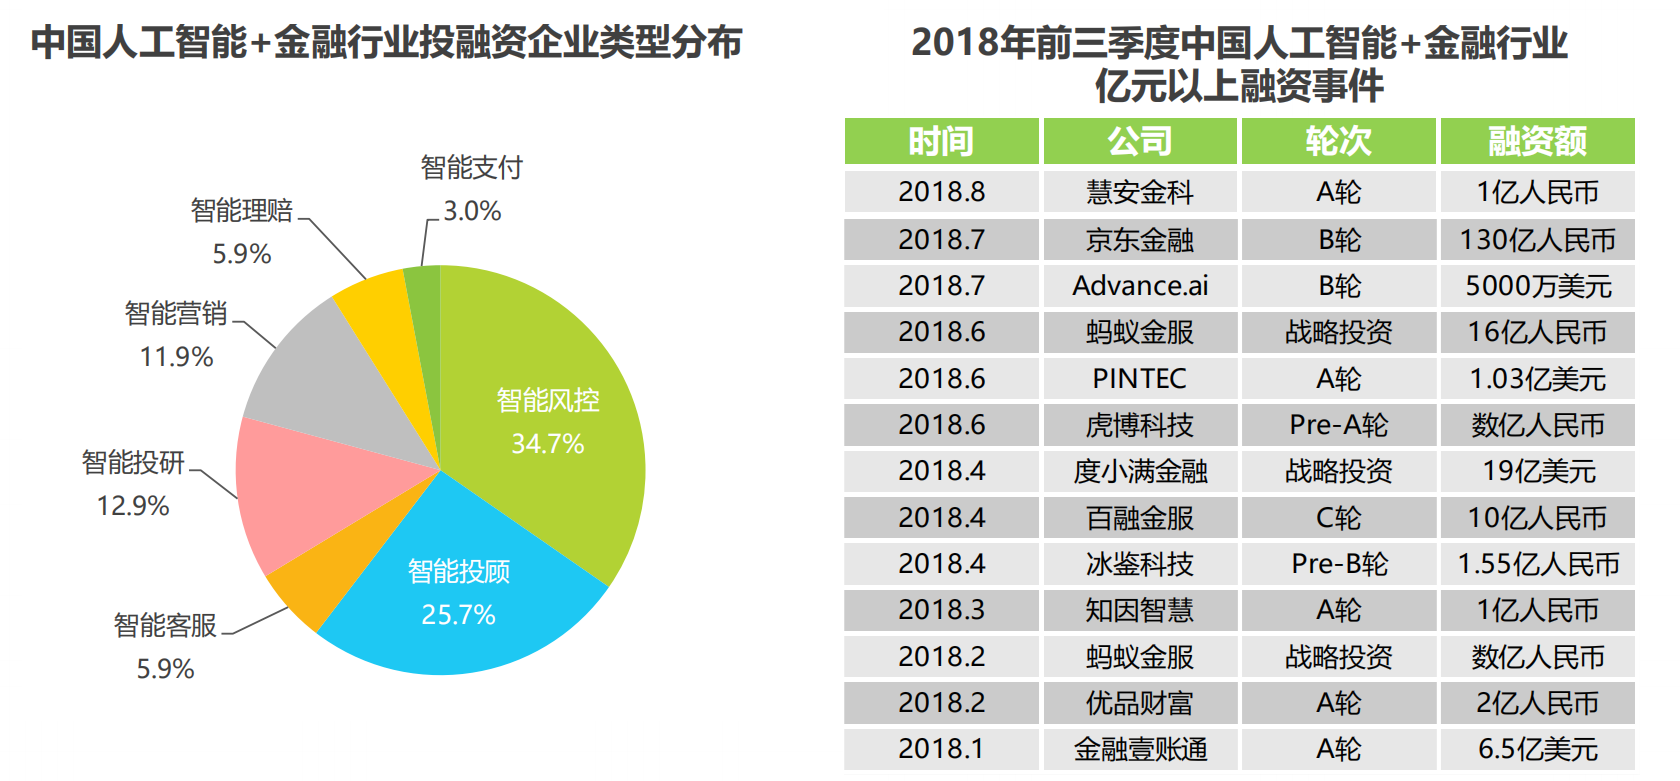 中国人工智能+金融行业投融资企业类型分布
智能支付
3.0%
智能理赔
5.9%
智能营销
11.9%
智能投研
12.9%
智能客服
5.9%
智能风控
34.7%
智能投顾
25.7%
2018年前三季度中国人工智能+金融行业
亿元以上融资事件
时间 公司 轮次 融资额
2018.8 慧安金科 A轮 1亿人民币
2018.7 京东金融 B轮 130亿人民币
2018.7 Advance.ai B轮 5000万美元
2018.6 蚂蚁金服 战略投资 16亿人民币
2018.6 PINTEC A轮 1.03亿美元
2018.6 虎博科技 Pre-A轮 数亿人民币
2018.4 度小满金融 战略投资 19亿美元
2018.4 百融金服 C轮 10亿人民币
2018.4 冰鉴科技 Pre-B轮 1.55亿人民币
2018.3 知因智慧 A轮 1亿人民币
2018.2 蚂蚁金服 战略投资 数亿人民币
2018.2 优品财富 A轮 2亿人民币
2018.1 金融壹账通 A轮 6.5亿美元